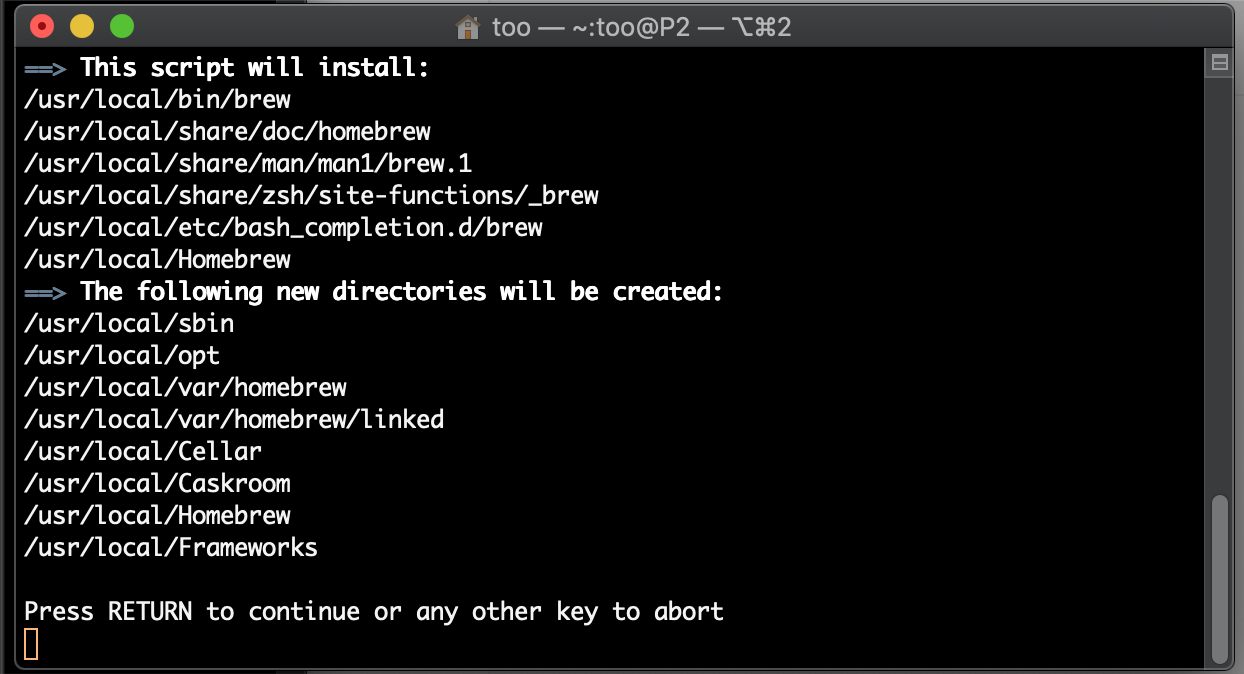 too — ~:too@P2 — ⌥⌘2
==> This script will install:
/usr/local/bin/brew
/usr/local/share/doc/homebrew
/usr/local/share/man/man1/brew.1
/usr/local/share/zsh/site-functions/_brew
/usr/local/etc/bash_completion.d/brew
/usr/local/Homebrew
==> The following new directories will be created:
/usr/local/sbin
/usr/local/opt
/usr/local/var/homebrew
/usr/local/var/homebrew/linked
/usr/local/Cellar
/usr/local/Caskroom
/usr/local/Homebrew
/usr/local/Frameworks
Press RETURN to continue or any other key to abort